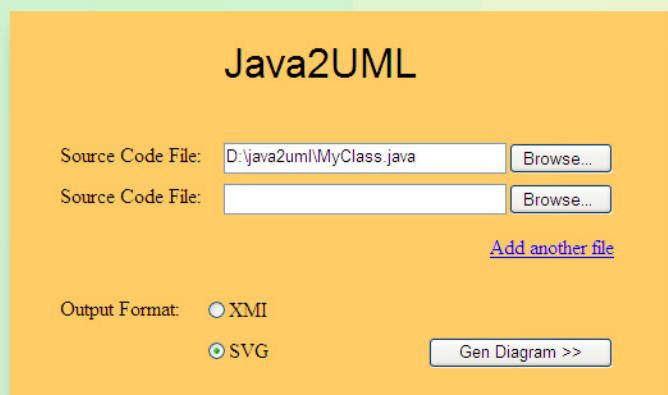 Java2UML
Source Code File: D:\java2uml\MyClass.java Browse...
Source Code File: Browse...
Add another file
Output Format: XMI
SVG Gen Diagram >>